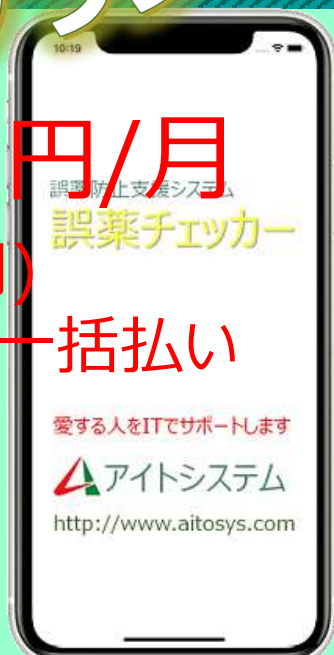 10:19
円/月
誤薬防止支援システム
誤薬チェッカー
)
一括払い
愛する人をITでサポートします
アイトシステム
http://www.aitosys.com